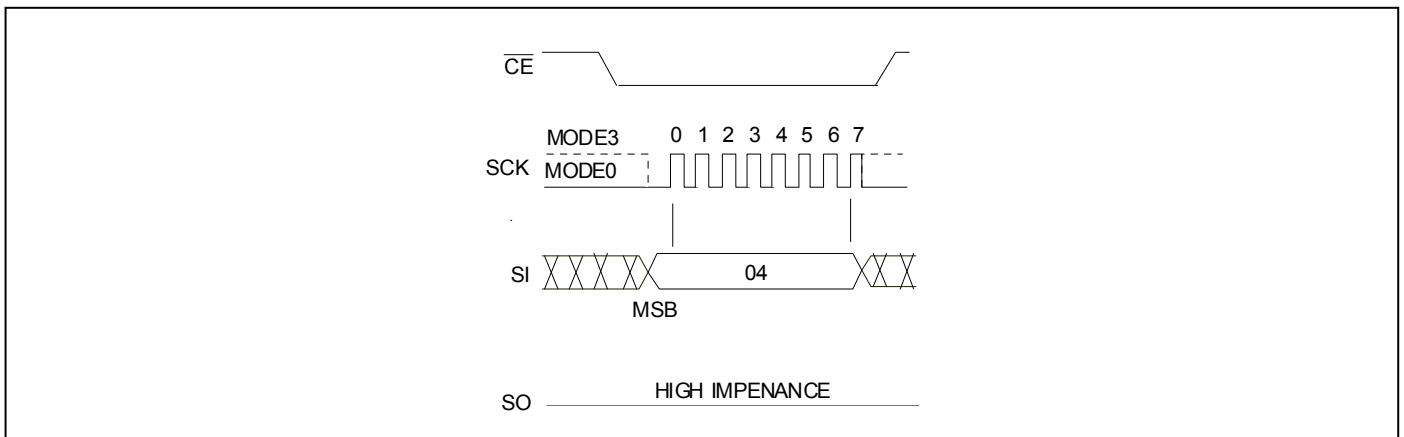 CE
MODE3
0 1 2 3 4 5 6 7
SCK
MODE0
SI
04
MSB
HIGH IMPENANCE
SO